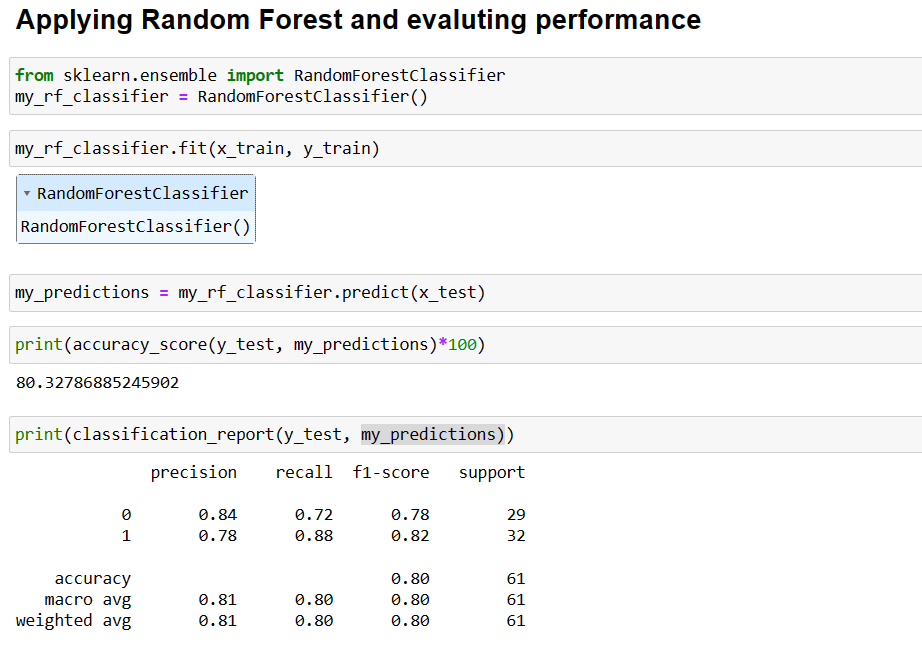 Applying Random Forest and evaluting performance
from sklearn.ensemble import RandomForestClassifier
my_rf_classifier = RandomForestClassifier()
my_rf_classifier.fit(x_train, y_train)
▾ RandomForestClassifier
RandomForestClassifier()
my_predictions = my_rf_classifier.predict(x_test)
print(accuracy_score(y_test, my_predictions)*100)
80.32786885245902
print(classification_report(y_test, my_predictions))
precision recall f1-score support
0 0.84 0.72 0.78 29
1 0.78 0.88 0.82 32
accuracy 0.80 61
macro avg 0.81 0.80 0.80 61
weighted avg 0.81 0.80 0.80 61